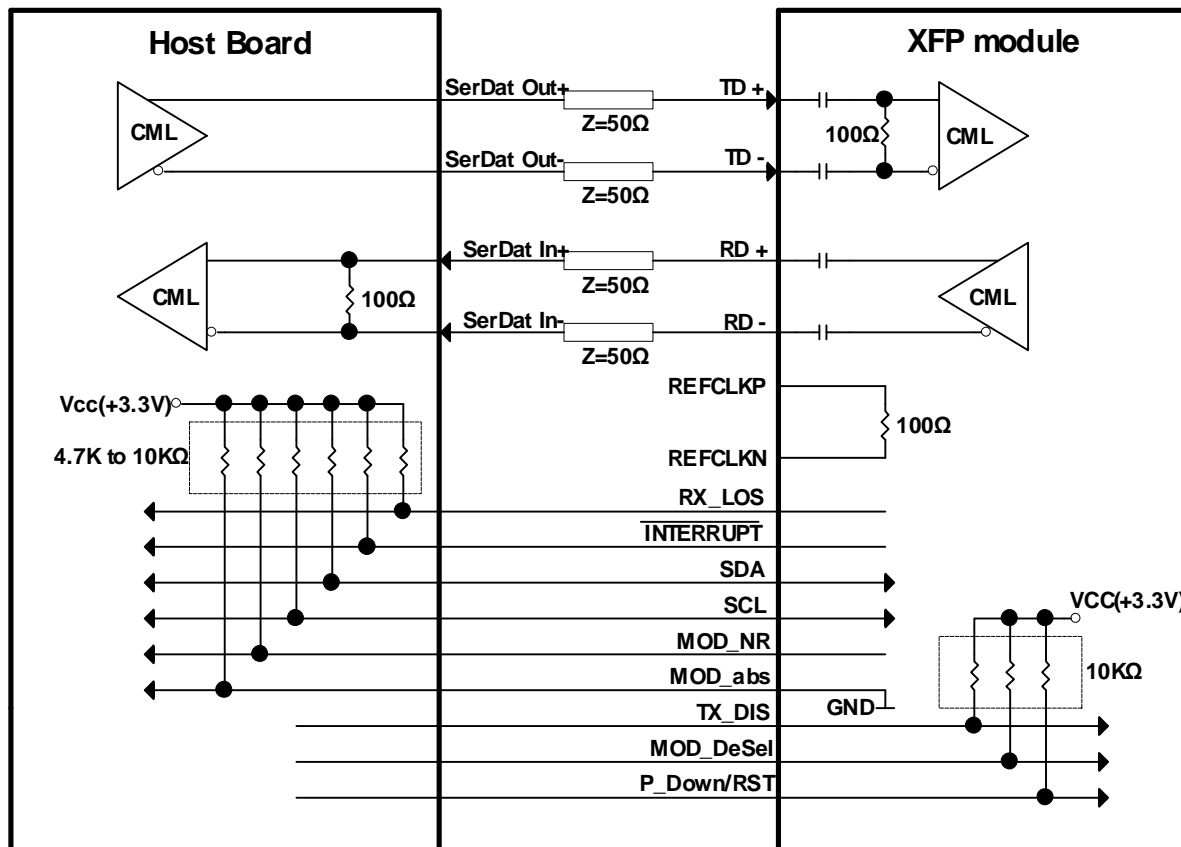 Host Board
XFP module
SerDat Out+
TD +
CML
Z=50Ω
100Ω
CML
SerDat Out-
TD -
Z=50Ω
SerDat In+
RD +
CML
100Ω
Z=50Ω
CML
SerDat In-
RD -
Z=50Ω
REFCLKP
Vcc(+3.3V)
100Ω
4.7K to 10KΩ
REFCLKN
RX_LOS
INTERRUPT
SDA
SCL
VCC(+3.3V)
MOD_NR
MOD_abs
10KΩ
GND
TX_DIS
MOD_DeSel
P_Down/RST